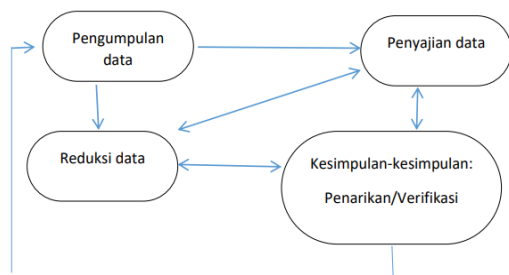 Pengumpulan
data
Penyajian data
Reduksi data
Kesimpulan-kesimpulan:
Penarikan/Verifikasi